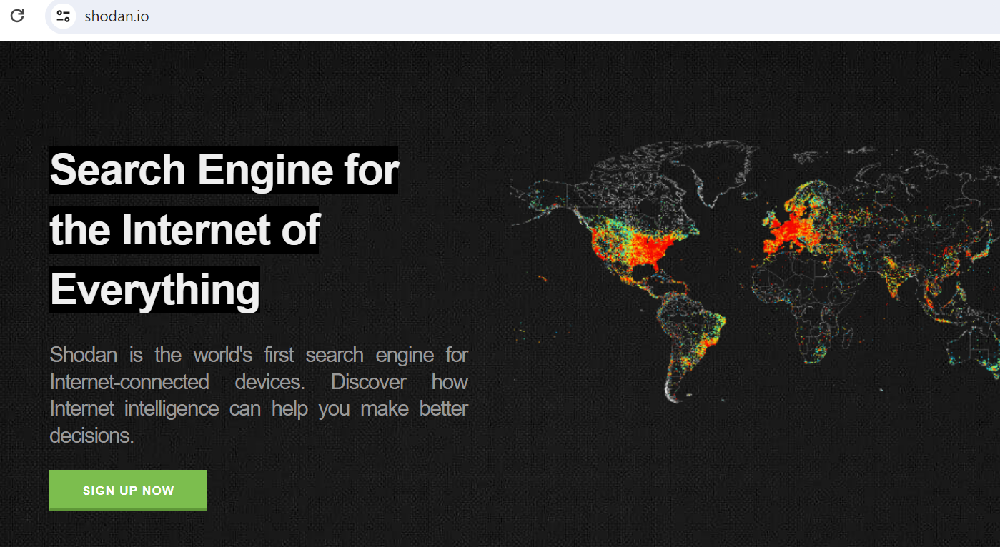 shodan.io
Search Engine for
the Internet of
Everything
Shodan is the world's first search engine for
Internet-connected devices. Discover how
Internet intelligence can help you make better
decisions.
SIGN UP NOW